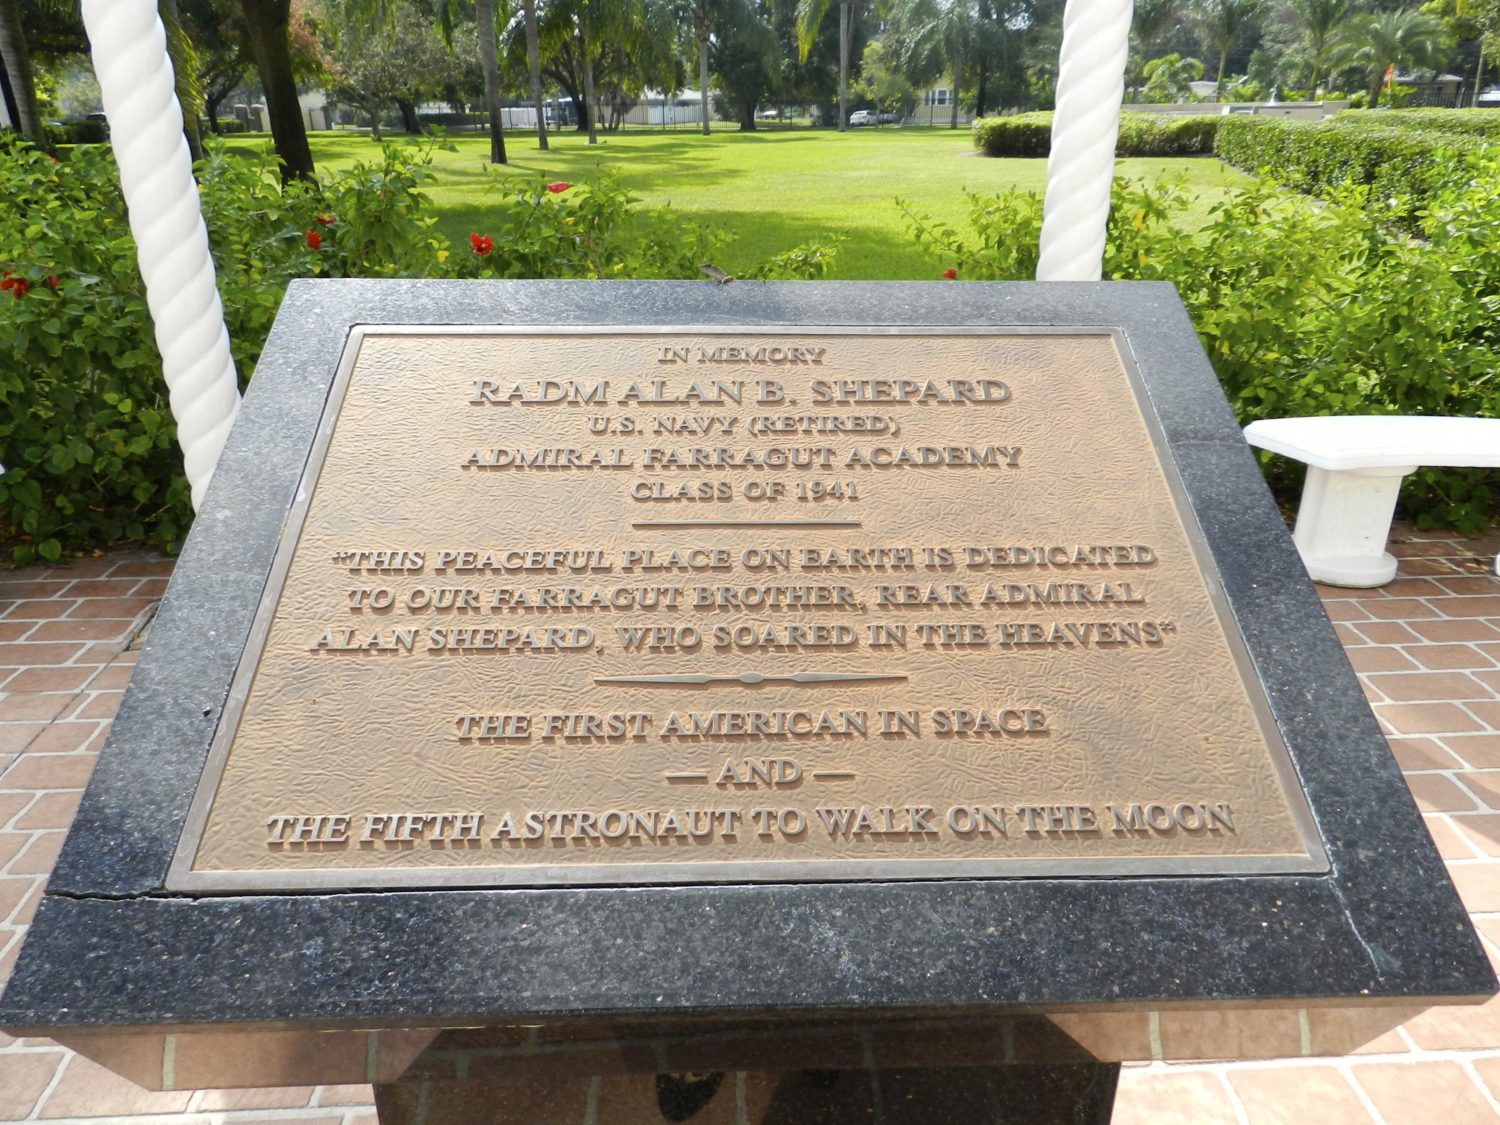 IN MEMORY
RADM ALAN B. SHEPARD
U.S. NAVY (RETIRED)
ADMIRAL FARRAGUT ACADEMY
CLASS OF 1941
"THIS PEACEFUL PLACE ON EARTH IS DEDICATED
TO OUR FARRAGUT BROTHER, REAR ADMIRAL
ALAN SHEPARD, WHO SOARED IN THE HEAVENS"
THE FIRST AMERICAN IN SPACE
— AND —
THE FIFTH ASTRONAUT TO WALK ON THE MOON